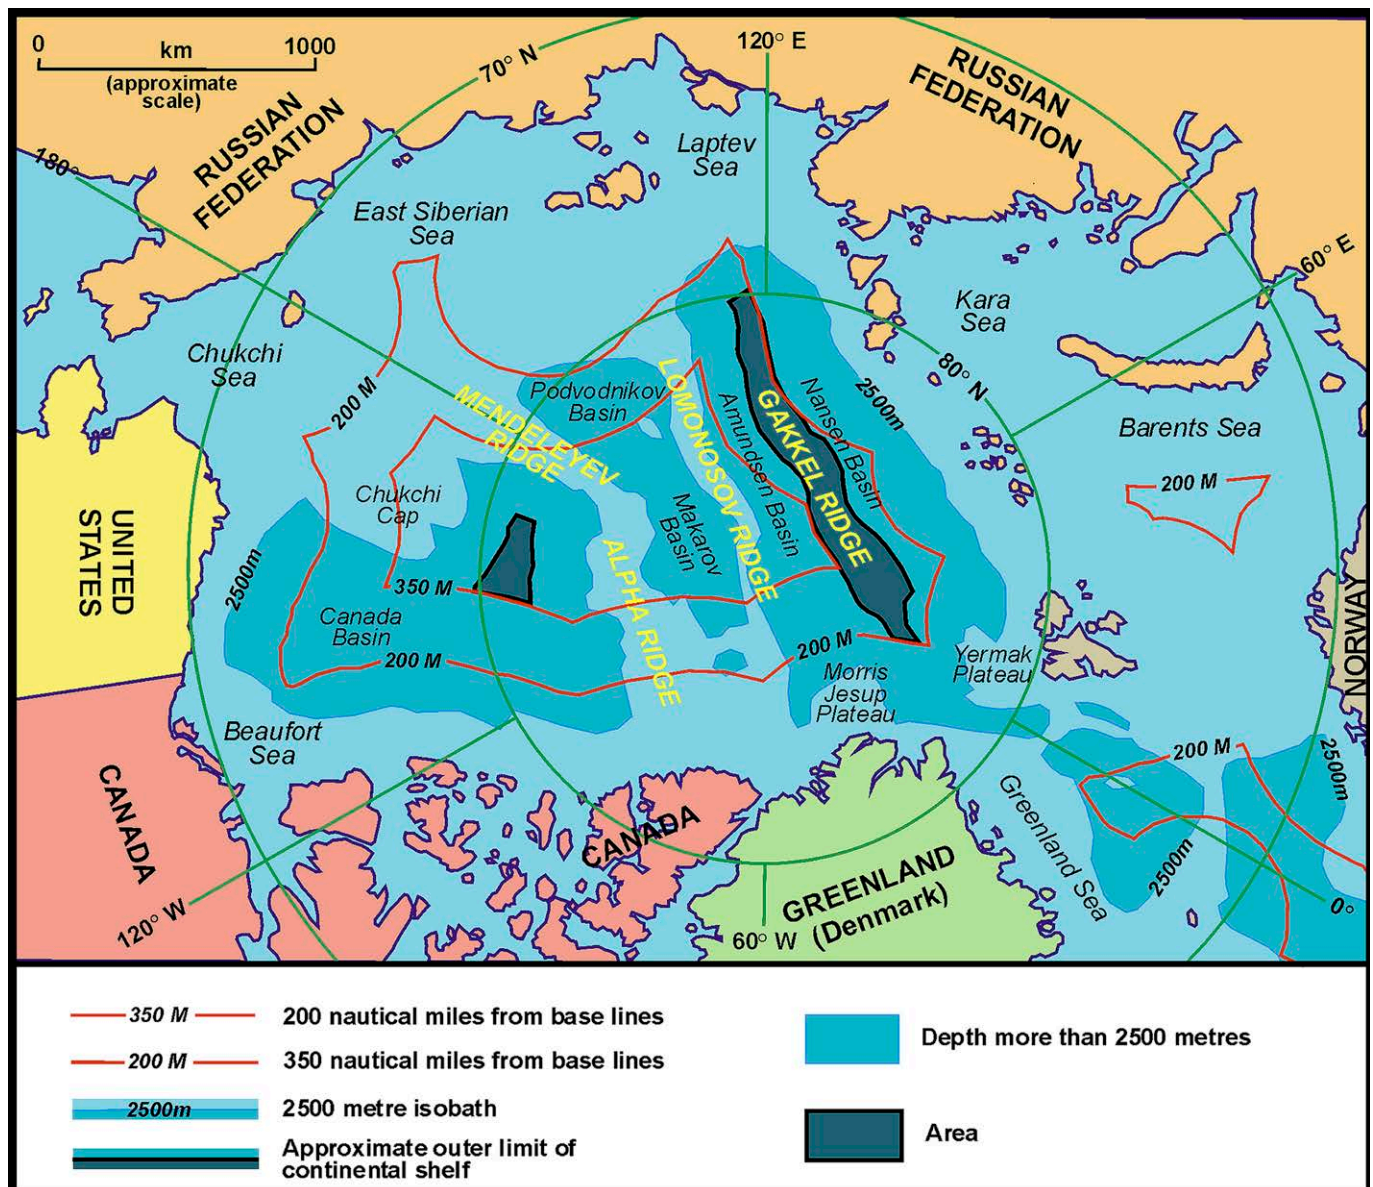 0 km 1000
(approximate
scale)
70° N
120° E
RUSSIAN
FEDERATION
RUSSIAN
FEDERATION
180°
Laptev
Sea
East Siberian
Sea
60° E
Kara
Sea
Chukchi
Sea
80° N
200 M
Podvodnikov
Basin
LOMONOSOV RIDGE
GAKKEL RIDGE
Nansen Basin
2500m
MENDELEYEV
RIDGE
Amundsen Basin
Barents Sea
200 M
Chukchi
Cap
Makarov
Basin
UNITED
STATES
2500m
350 M
ALPHA RIDGE
Canada
Basin
200 M
200 M
Morris
Jesup
Plateau
Yermak
Plateau
NORWAY
Beaufort
Sea
200 M
2500m
CANADA
CANADA
Greenland Sea
2500m
GREENLAND
(Denmark)
120° W
60° W
0°
350 M 200 nautical miles from base lines
200 M 350 nautical miles from base lines
2500m 2500 metre isobath
Approximate outer limit of
continental shelf
Depth more than 2500 metres
Area